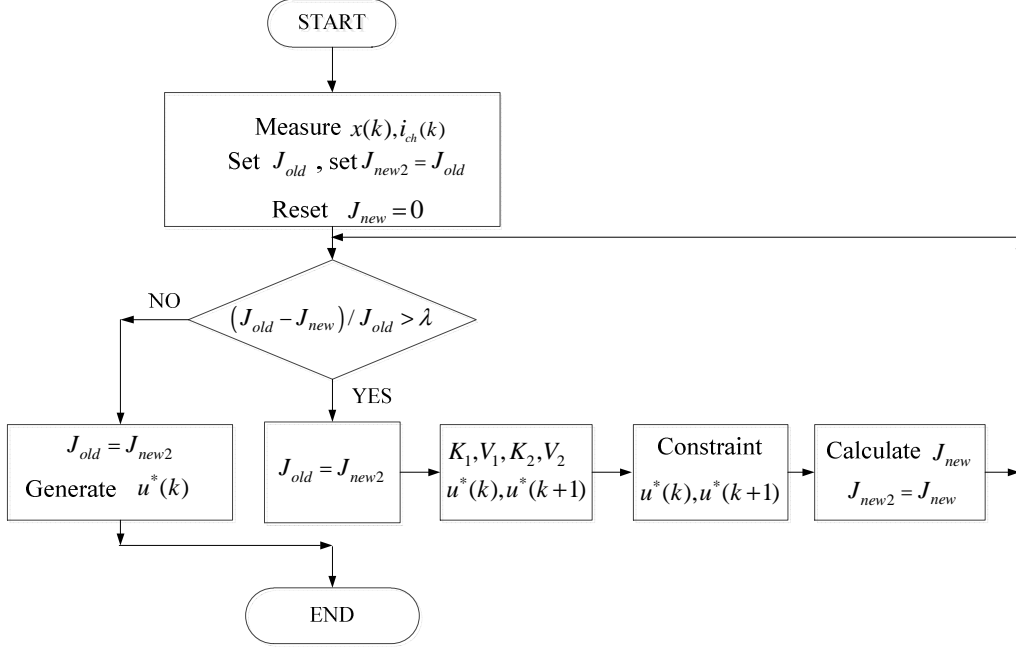 START
Measure x(k),i_ch(k)
Set J_old , set J_new2 = J_old
Reset J_new = 0
NO
(J_old − J_new) / J_old > λ
YES
J_old = J_new2
Generate u*(k)
J_old = J_new2
K_1,V_1,K_2,V_2
u*(k),u*(k+1)
Constraint
u*(k),u*(k+1)
Calculate J_new
J_new2 = J_new
END